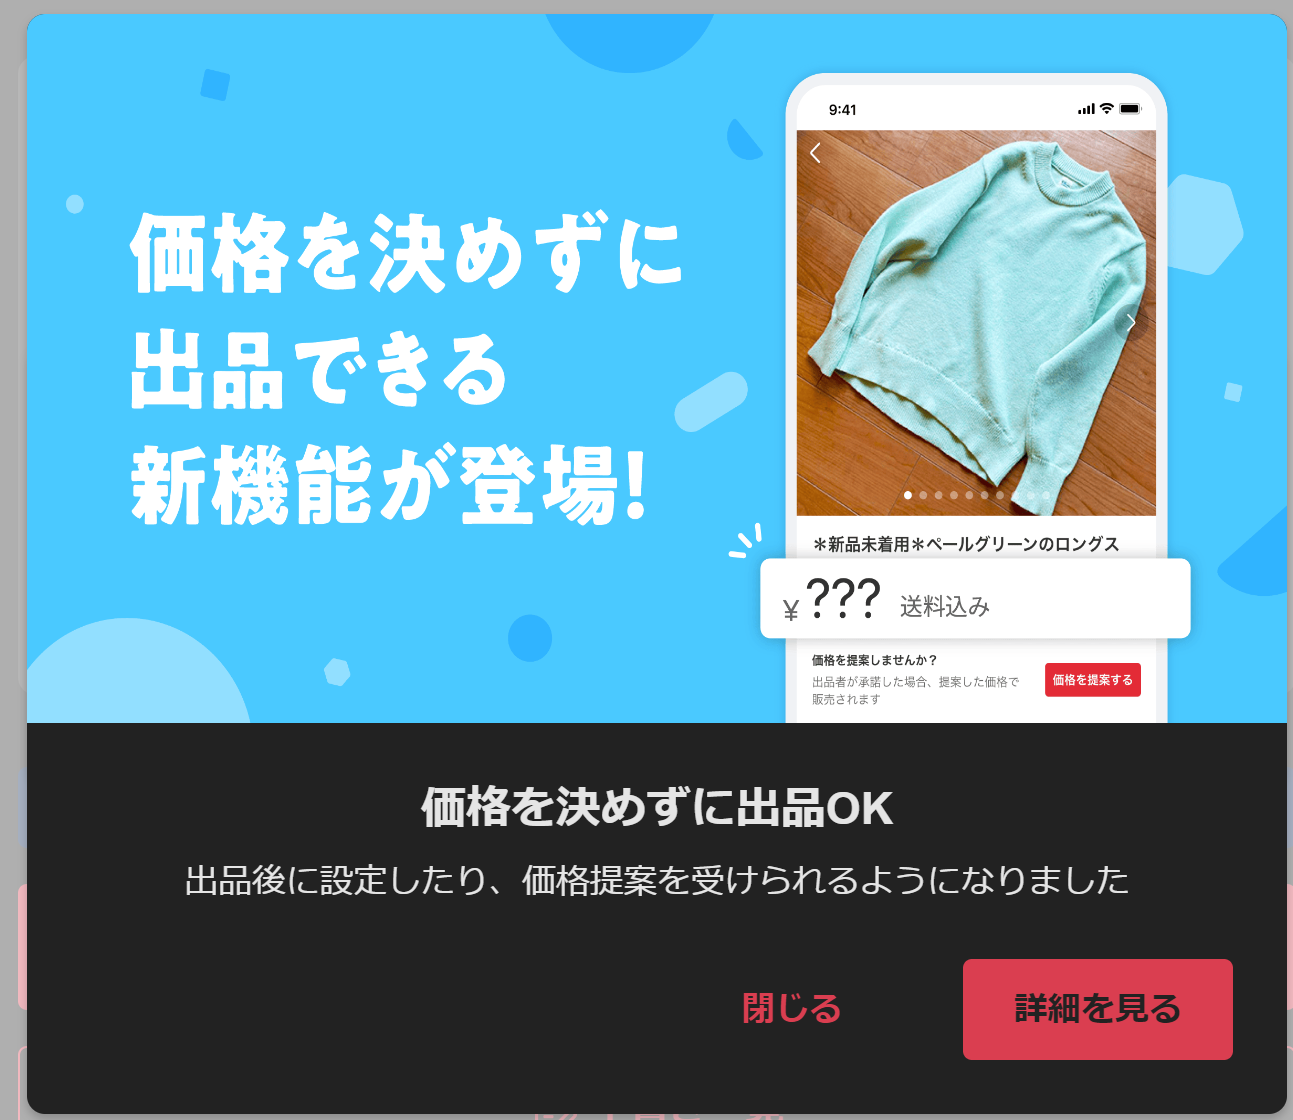 価格を決めずに
出品できる
新機能が登場!
9:41
＊新品未着用＊ペールグリーンのロングス
¥??? 送料込み
価格を提案しませんか？
出品者が承諾した場合、提案した価格で
販売されます
価格を提案する
価格を決めずに出品OK
出品後に設定したり、価格提案を受けられるようになりました
閉じる
詳細を見る